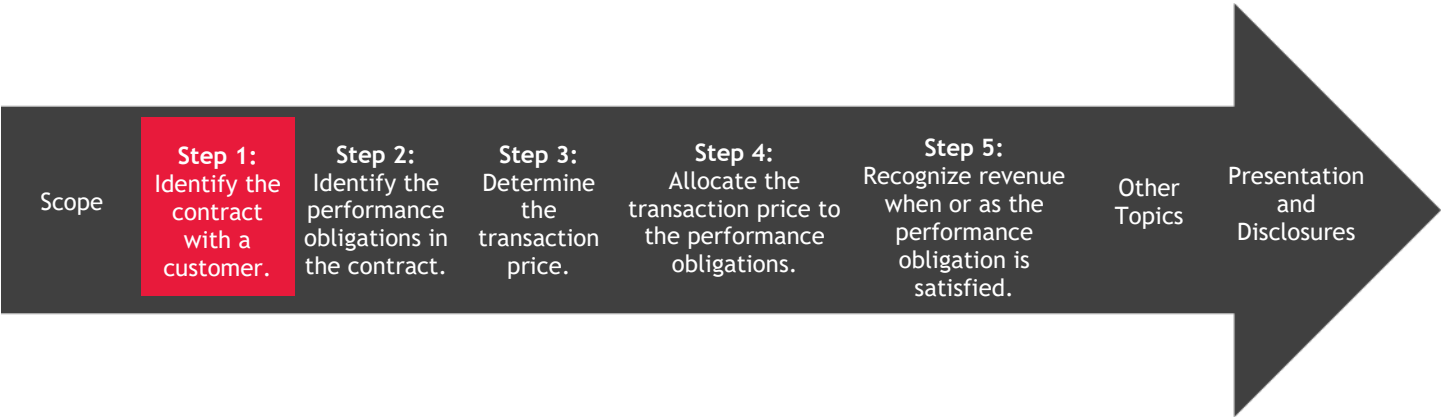 Scope
Step 1:
Identify the
contract
with a
customer.
Step 2:
Identify the
performance
obligations in
the contract.
Step 3:
Determine
the
transaction
price.
Step 4:
Allocate the
transaction price to
the performance
obligations.
Step 5:
Recognize revenue
when or as the
performance
obligation is
satisfied.
Other
Topics
Presentation
and
Disclosures